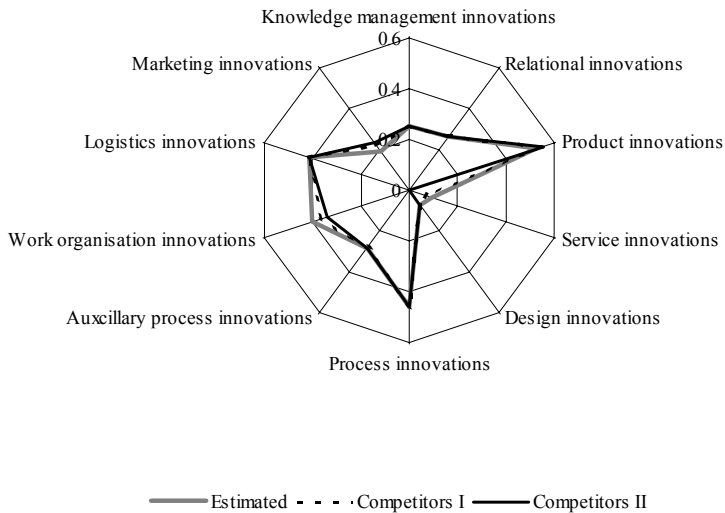 Knowledge management innovations
0.6
Marketing innovations
Relational innovations
0.4
Logistics innovations
0.2
Product innovations
0
Work organisation innovations
Service innovations
Auxcillary process innovations
Design innovations
Process innovations
Estimated
Competitors I
Competitors II